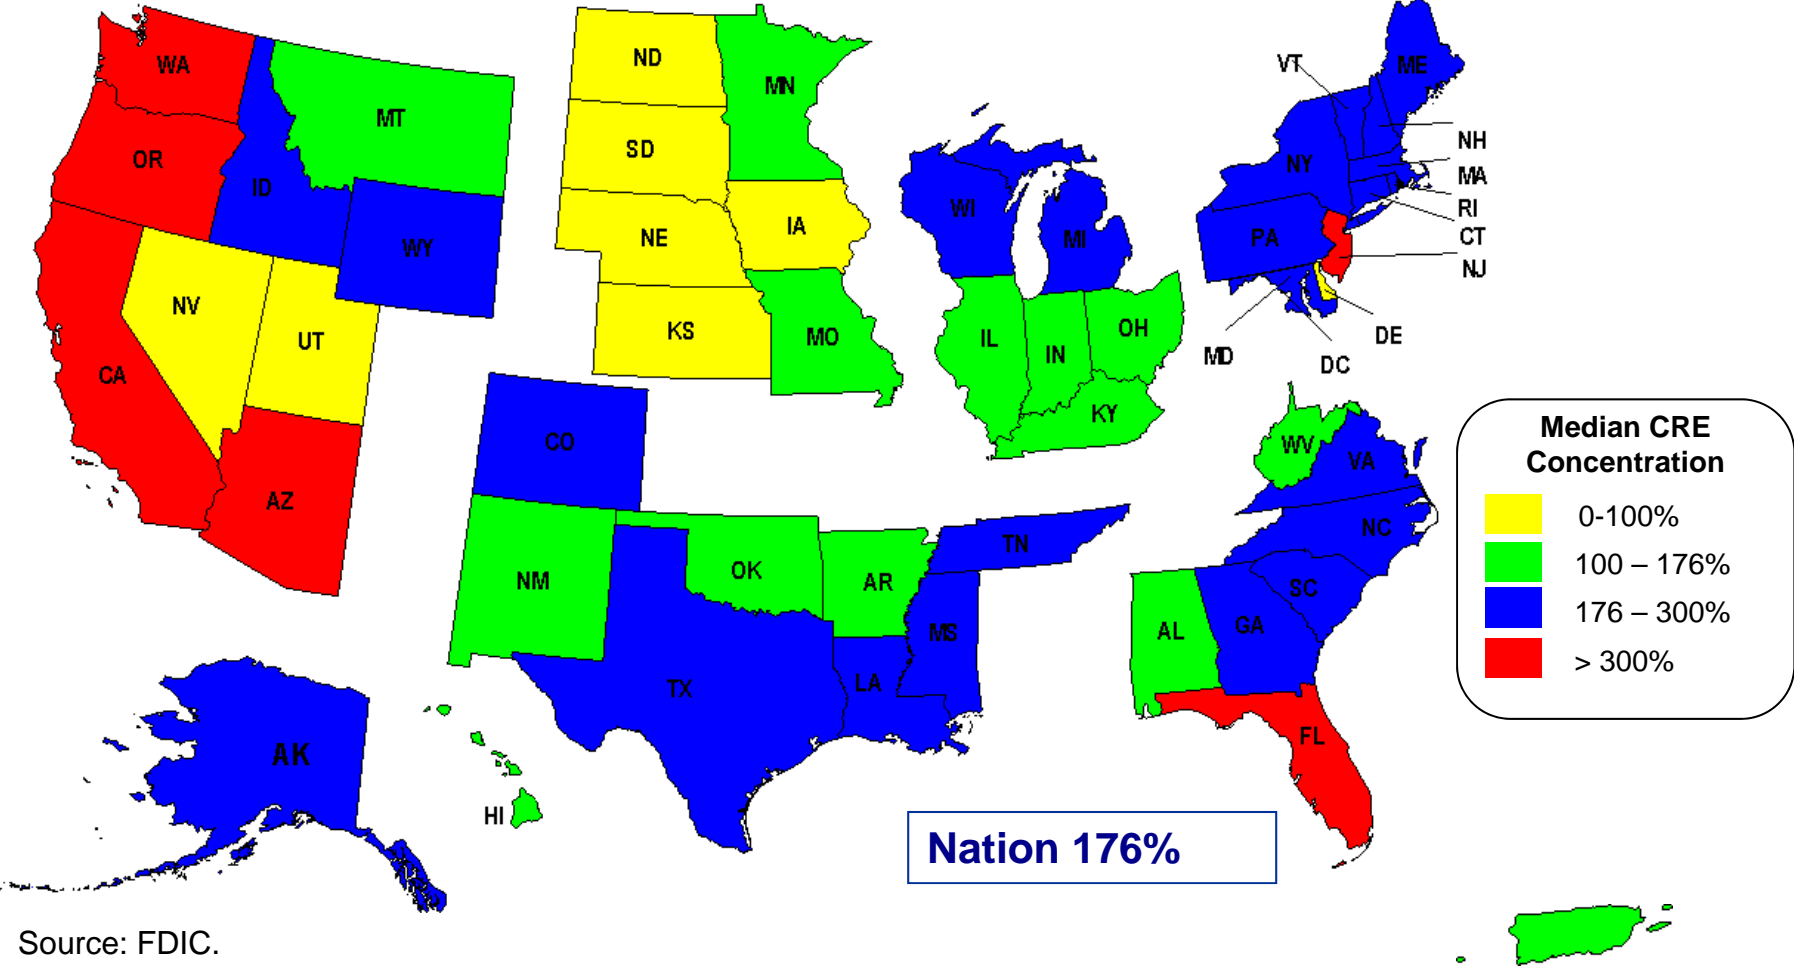 WA
OR
CA
ID
MT
WY
NV
UT
AZ
ND
SD
NE
KS
MN
IA
MO
WI
MI
IL
IN
OH
KY
VT
ME
NH
MA
RI
CT
NJ
NY
PA
DE
MD
DC
CO
NM
OK
AR
TX
LA
TN
MS
WV
VA
NC
SC
AL
GA
FL
AK
HI
Median CRE
Concentration
0-100%
100 – 176%
176 – 300%
> 300%
Nation 176%
Source: FDIC.